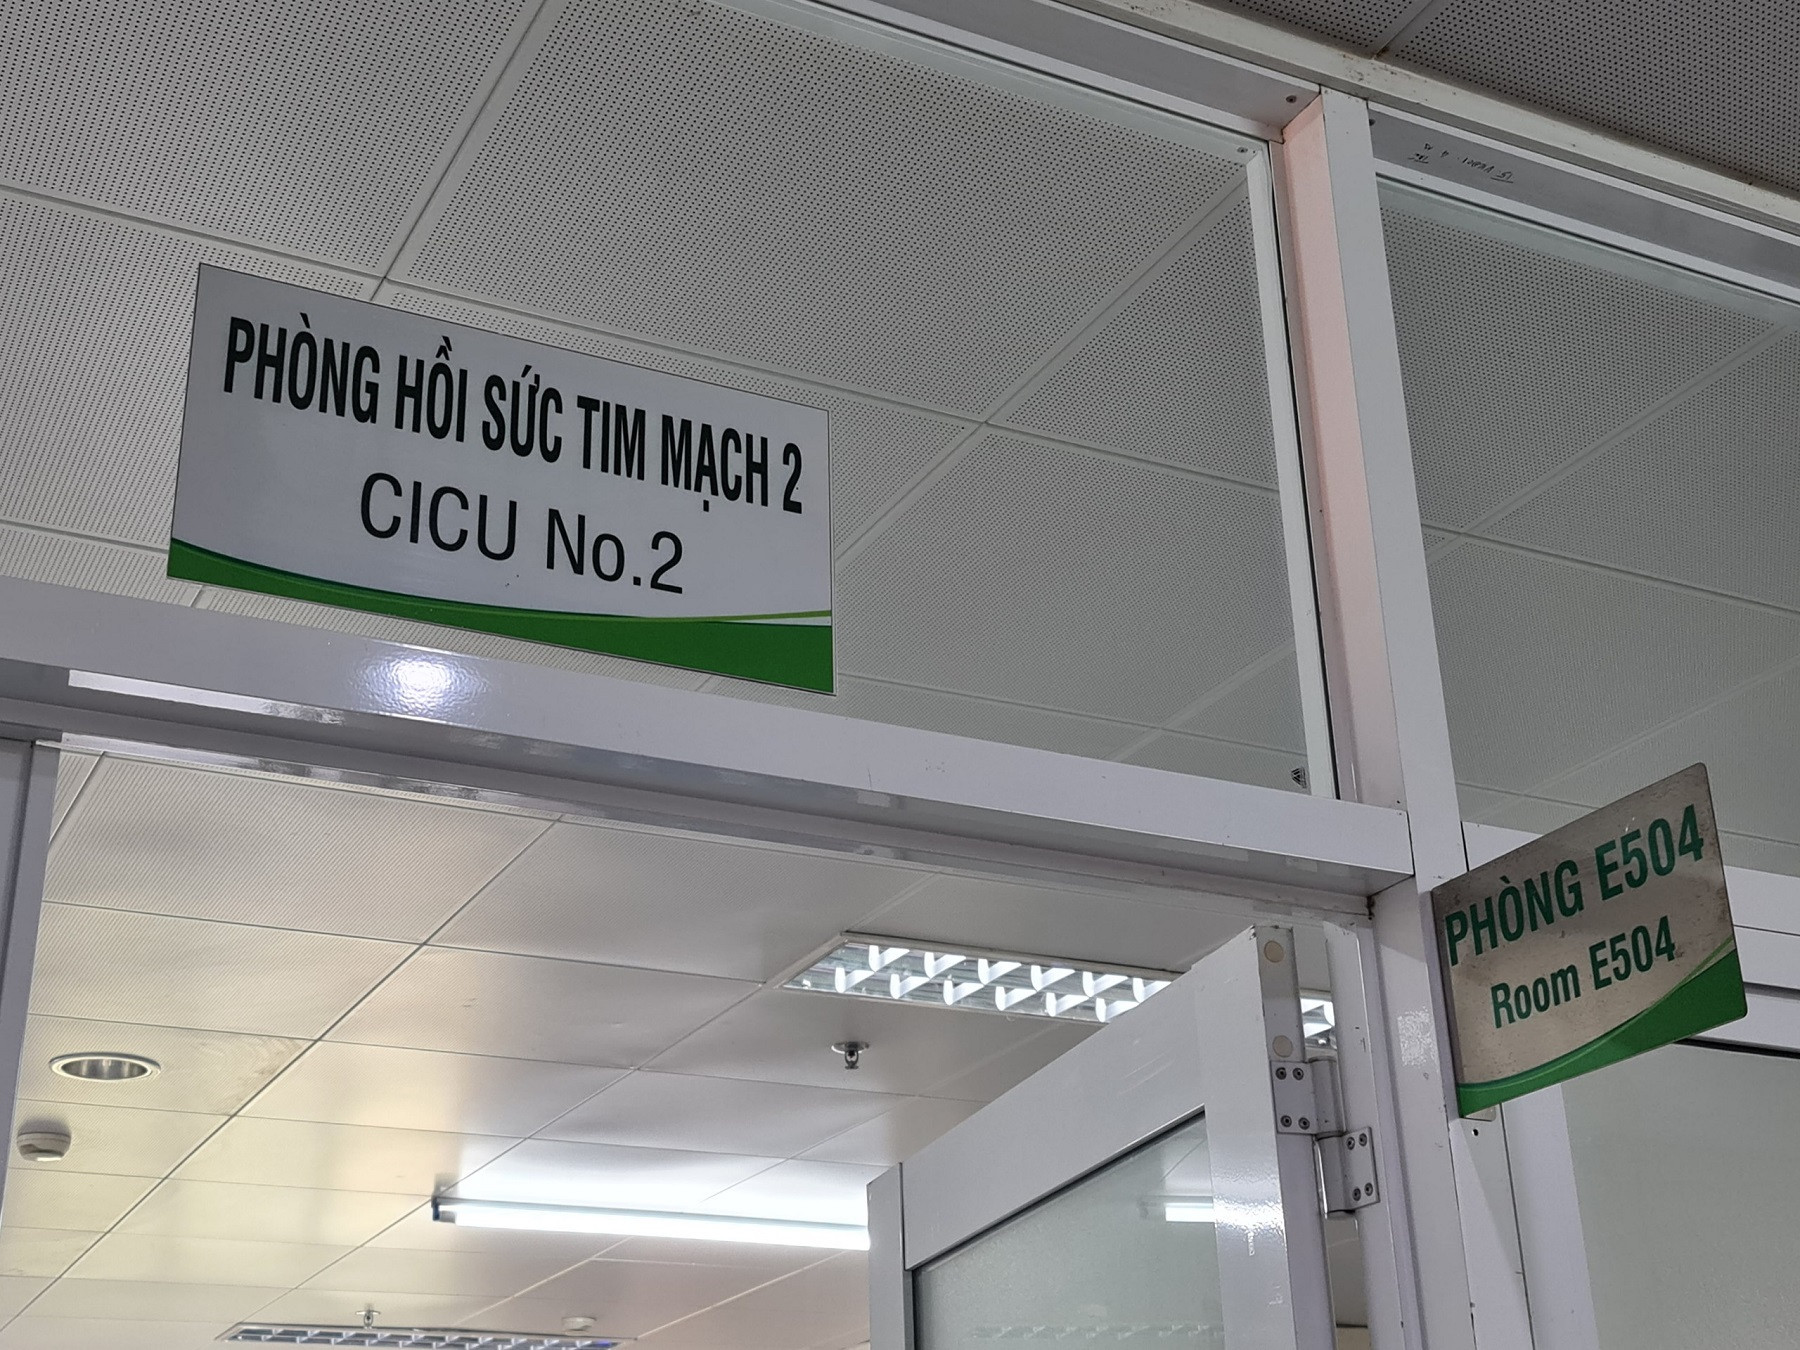 PHÒNG HỒI SỨC TIM MẠCH 2
CICU No.2
PHÒNG E504
Room E504